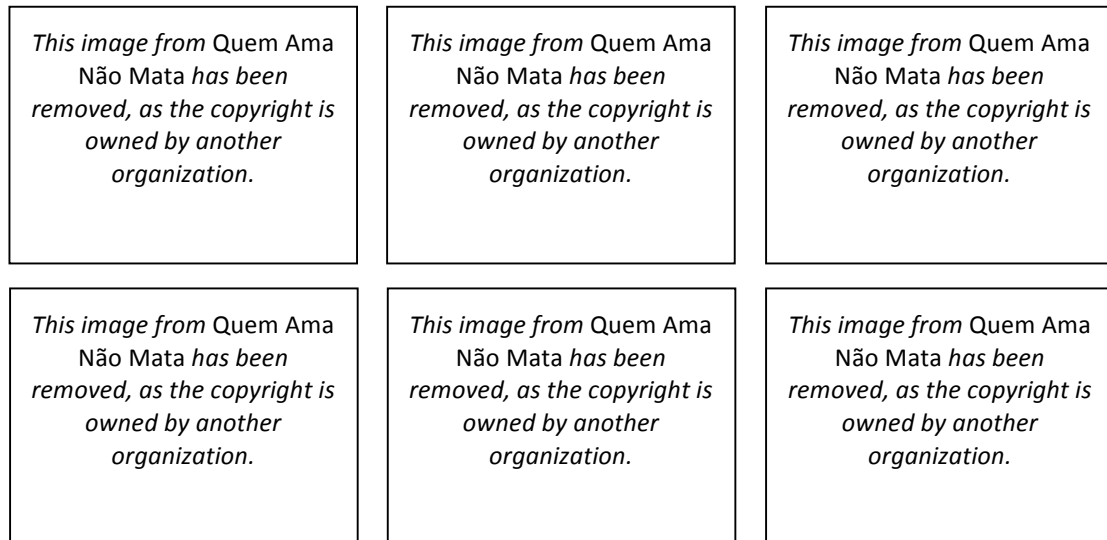 This image from Quem Ama
Não Mata has been
removed, as the copyright is
owned by another
organization.
This image from Quem Ama
Não Mata has been
removed, as the copyright is
owned by another
organization.
This image from Quem Ama
Não Mata has been
removed, as the copyright is
owned by another
organization.
This image from Quem Ama
Não Mata has been
removed, as the copyright is
owned by another
organization.
This image from Quem Ama
Não Mata has been
removed, as the copyright is
owned by another
organization.
This image from Quem Ama
Não Mata has been
removed, as the copyright is
owned by another
organization.